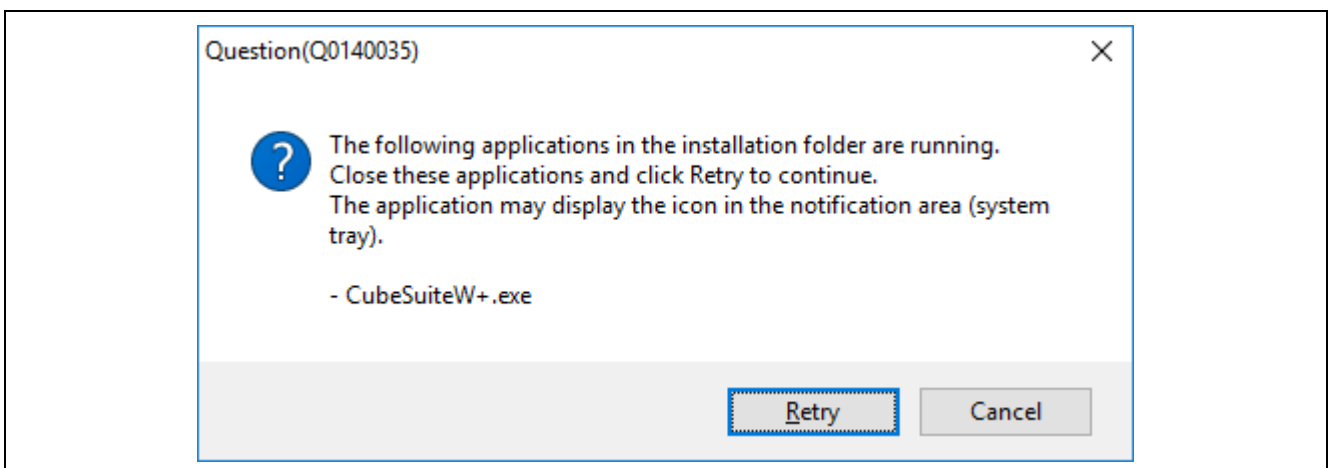 Question(Q0140035)
The following applications in the installation folder are running.
Close these applications and click Retry to continue.
The application may display the icon in the notification area (system
tray).
- CubeSuiteW+.exe
Retry
Cancel